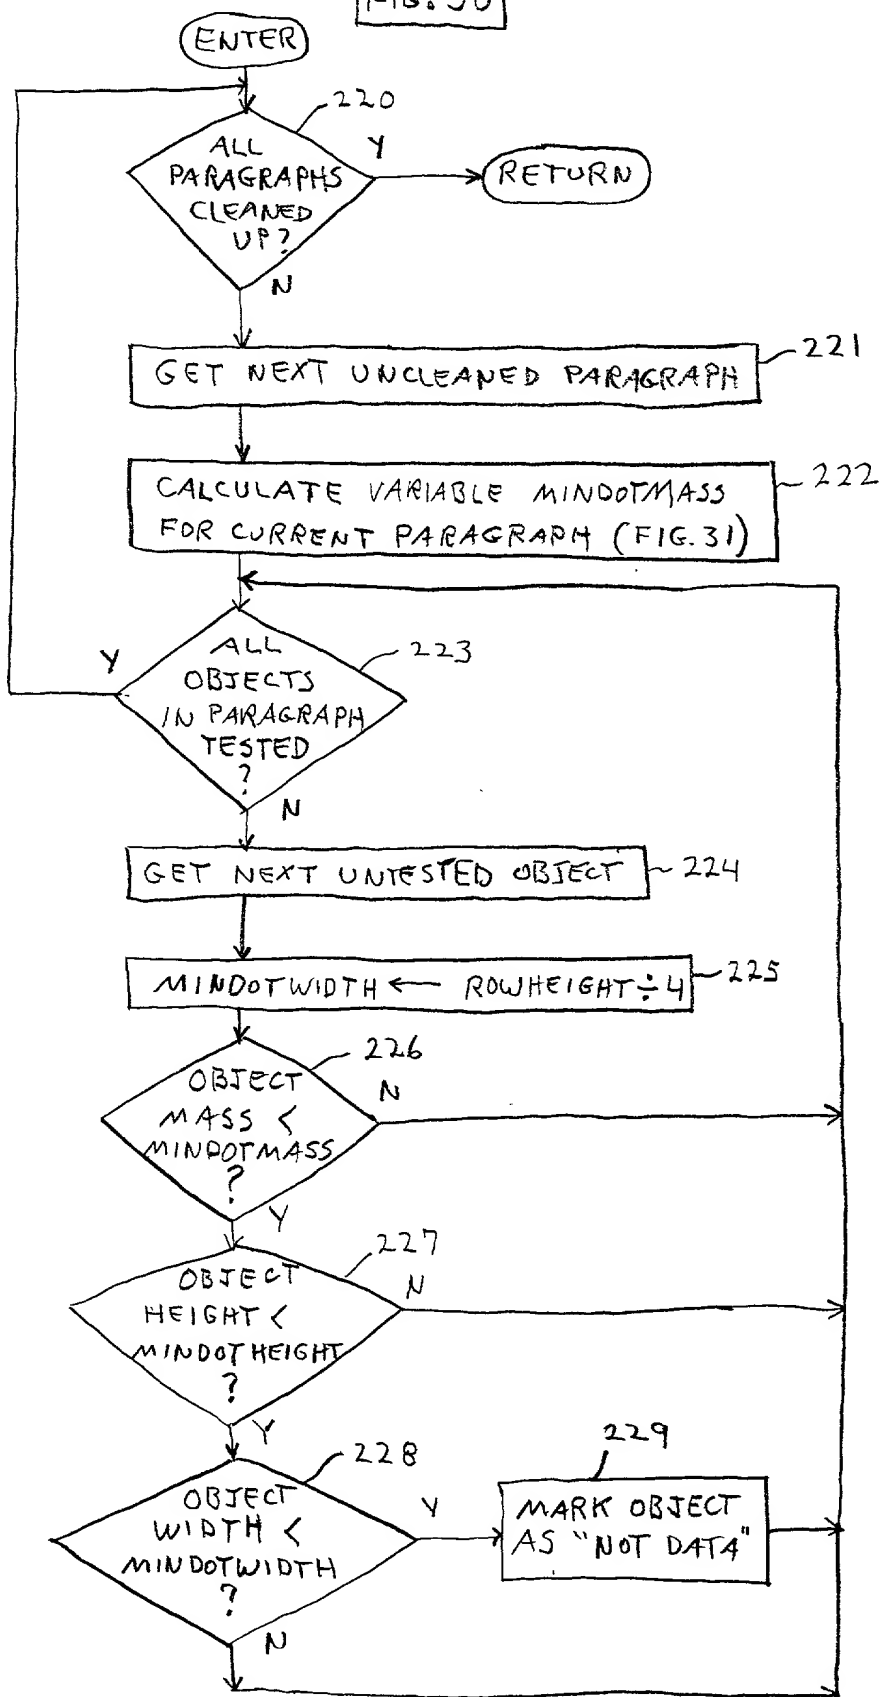 FIG. 30
ENTER
220
ALL
PARAGRAPHS
CLEANED
UP?
Y
RETURN
N
221
GET NEXT UNCLEANED PARAGRAPH
222
CALCULATE VARIABLE MINDOTMASS
FOR CURRENT PARAGRAPH (FIG. 31)
Y
223
ALL
OBJECTS
IN PARAGRAPH
TESTED
?
N
GET NEXT UNTESTED OBJECT
224
MINDOTWIDTH ← ROWHEIGHT ÷ 4
225
226
OBJECT
MASS <
MINDOTMASS
?
N
Y
227
OBJECT
HEIGHT <
MINDOTHEIGHT
?
N
Y
228
OBJECT
WIDTH <
MINDOTWIDTH
?
Y
229
MARK OBJECT
AS "NOT DATA"
N